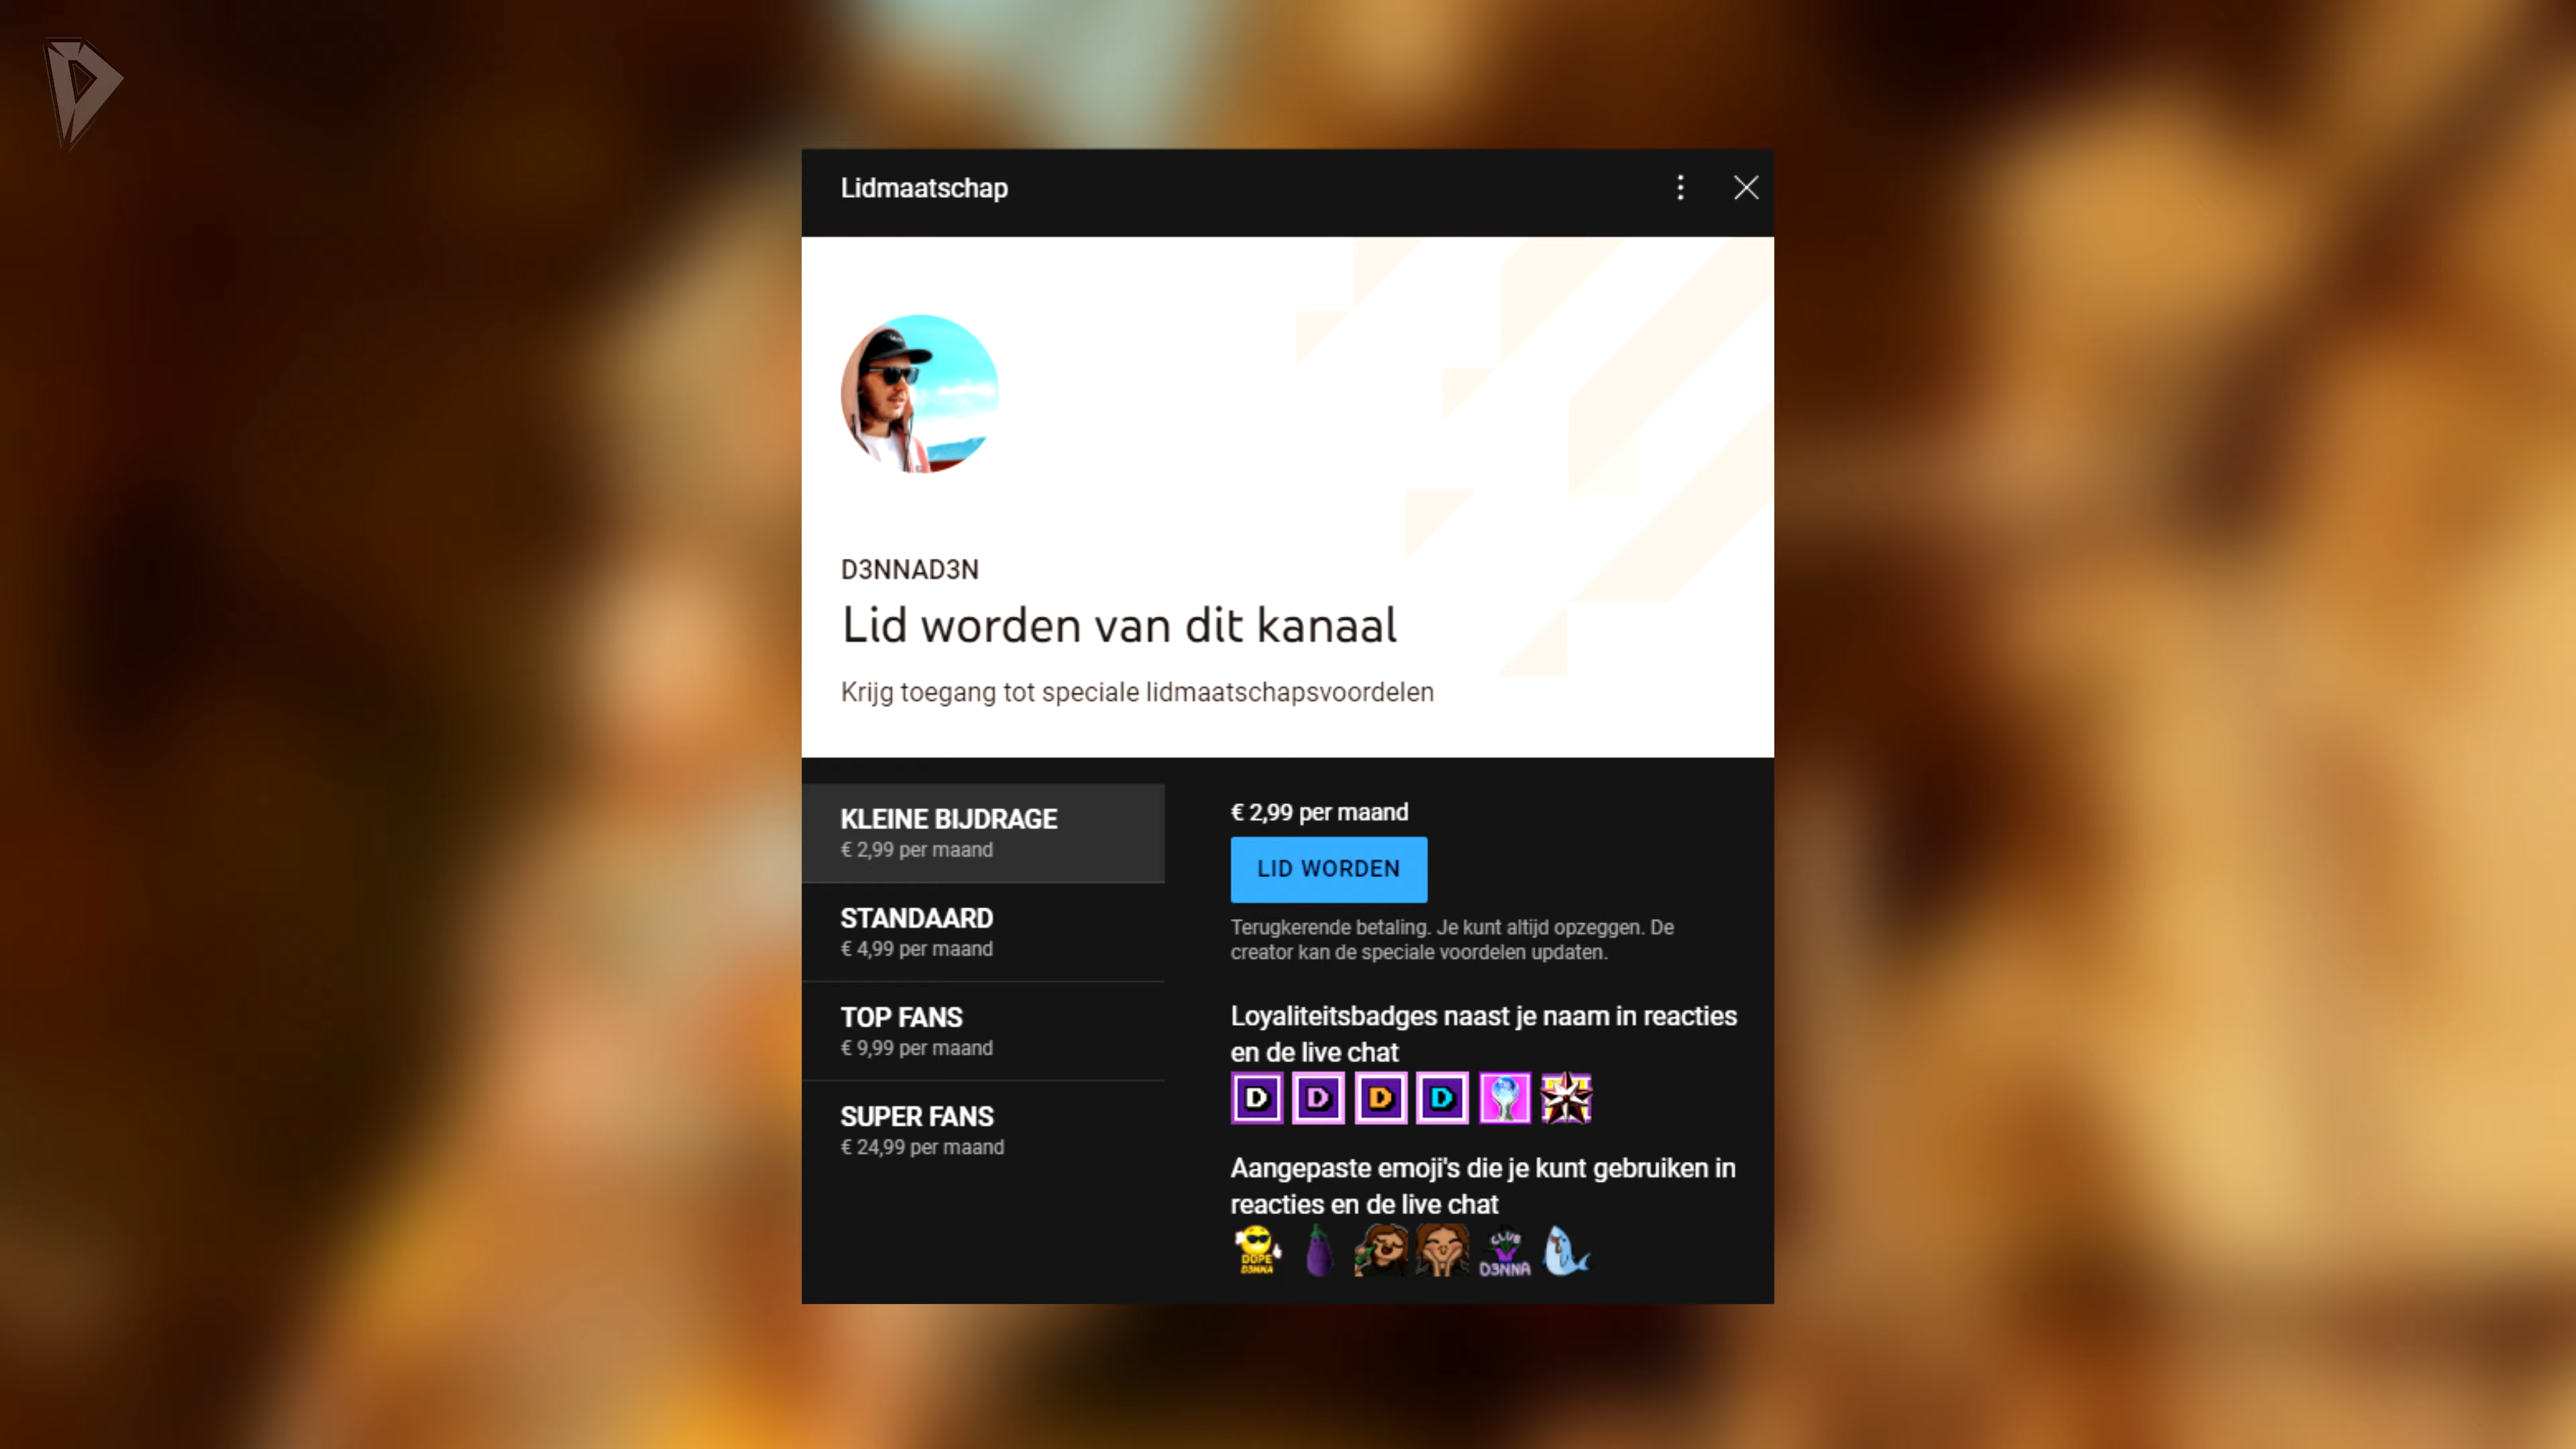 Lidmaatschap
D3NNAD3N
Lid worden van dit kanaal
Krijg toegang tot speciale lidmaatschapsvoordelen
KLEINE BIJDRAGE
€ 2,99 per maand
STANDAARD
€ 4,99 per maand
TOP FANS
€ 9,99 per maand
SUPER FANS
€ 24,99 per maand
€ 2,99 per maand
LID WORDEN
Terugkerende betaling. Je kunt altijd opzeggen. De
creator kan de speciale voordelen updaten.
Loyaliteitsbadges naast je naam in reacties
en de live chat
D D D D
Aangepaste emoji's die je kunt gebruiken in
reacties en de live chat
DOPE
D3NNA
CLUB
D3NNA